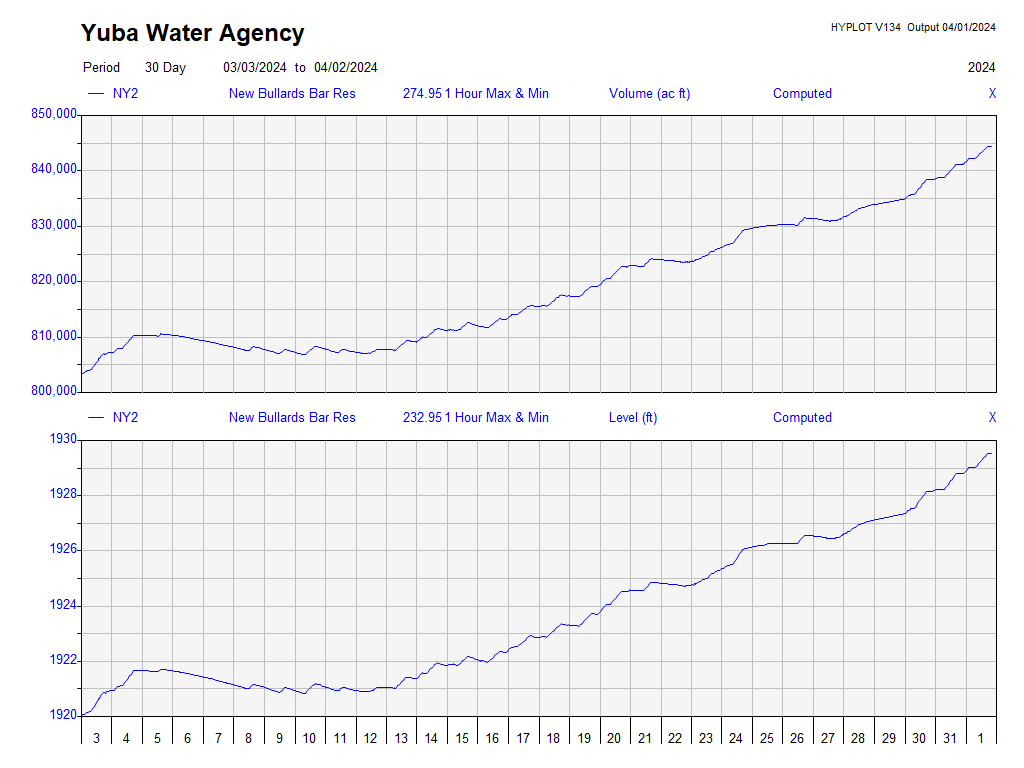 Yuba Water Agency
HYPLOT V134 Output 04/01/2024
Period 30 Day 03/03/2024 to 04/02/2024 2024
NY2 New Bullards Bar Res 274.95 1 Hour Max & Min Volume (ac ft) Computed X
850,000
840,000
830,000
820,000
810,000
800,000
NY2 New Bullards Bar Res 232.95 1 Hour Max & Min Level (ft) Computed X
1930
1928
1926
1924
1922
1920
3 4 5 6 7 8 9 10 11 12 13 14 15 16 17 18 19 20 21 22 23 24 25 26 27 28 29 30 31 1